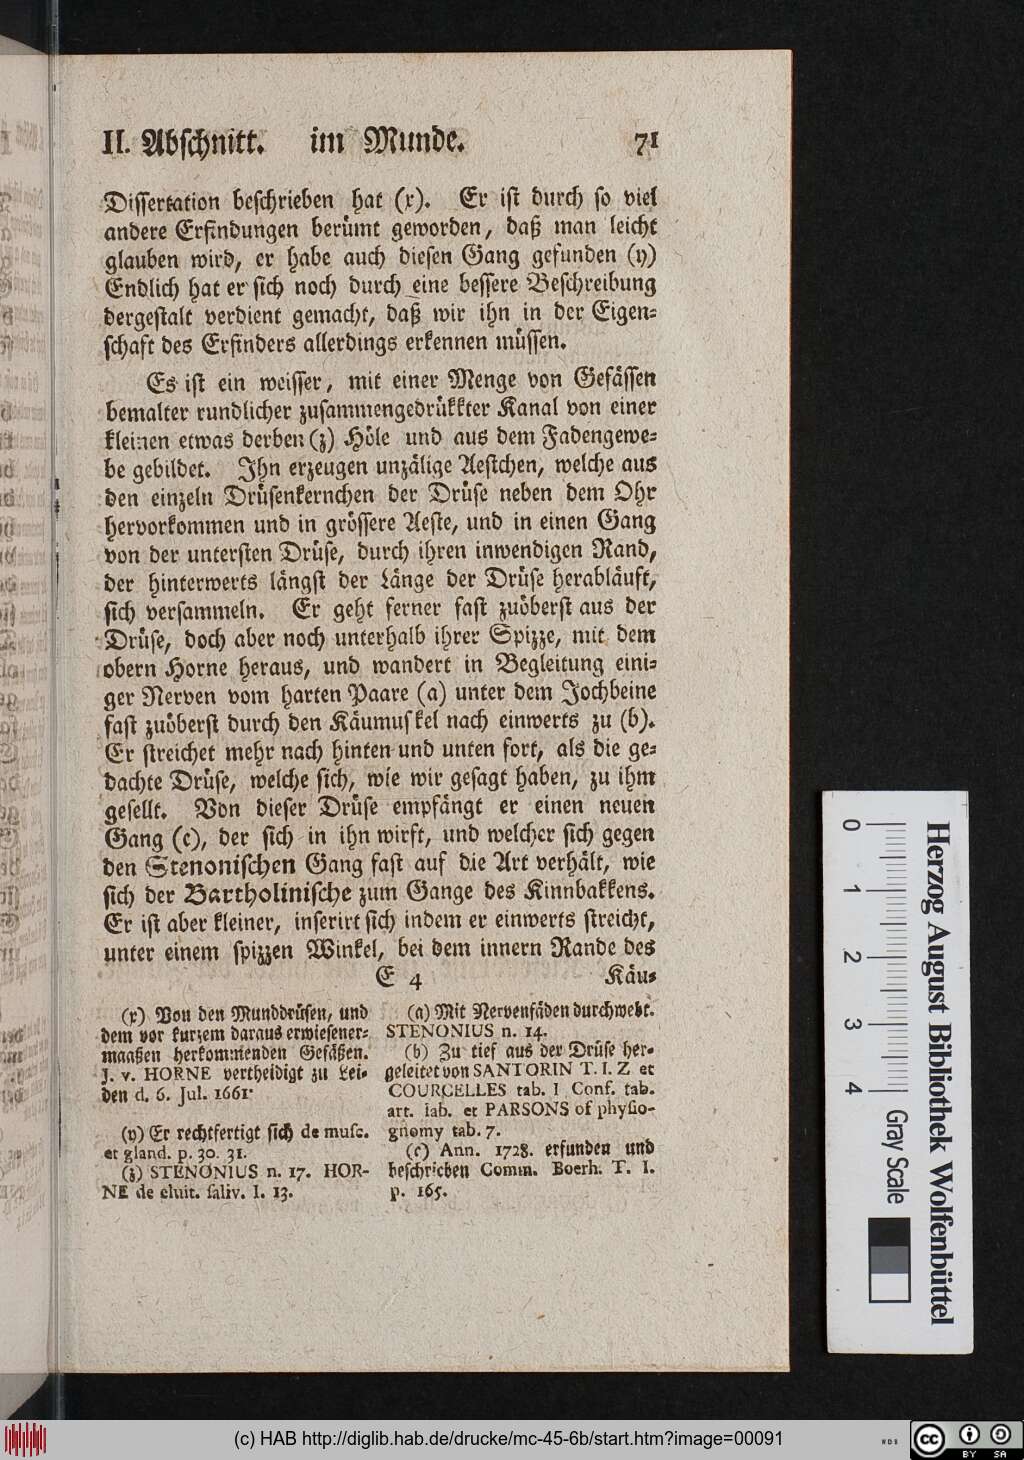 II. Abschnitt. im Munde. 71
Dissertation beschrieben hat (x). Er ist durch so viel
andere Erfindungen berümt geworden, daß man leicht
glauben wird, er habe auch diesen Gang gefunden (y)
Endlich hat er sich noch durch eine bessere Beschreibung
dergestalt verdient gemacht, daß wir ihn in der Eigen=
schaft des Erfinders allerdings erkennen müssen.
Es ist ein weisser, mit einer Menge von Gefässen
bemalter rundlicher zusammengedrükkter Kanal von einer
kleinen etwas derben (z) Höle und aus dem Fadengewe=
be gebildet. Ihn erzeugen unzälige Aestchen, welche aus
den einzeln Drüsenkernchen der Drüse neben dem Ohr
hervorkommen und in grössere Aeste, und in einen Gang
von der untersten Drüse, durch ihren inwendigen Rand,
der hinterwerts längst der Länge der Drüse herabläuft,
sich versammeln. Er geht ferner fast zuöberst aus der
Drüse, doch aber noch unterhalb ihrer Spizze, mit dem
obern Horne heraus, und wandert in Begleitung eini=
ger Nerven vom harten Paare (a) unter dem Jochbeine
fast zuöberst durch den Käumuskel nach einwerts zu (b).
Er streichet mehr nach hinten und unten fort, als die ge=
dachte Drüse, welche sich, wie wir gesagt haben, zu ihm
gesellt. Von dieser Drüse empfängt er einen neuen
Gang (c), der sich in ihn wirft, und welcher sich gegen
den Stenonischen Gang fast auf die Art verhält, wie
sich der Bartholinische zum Gange des Kinnbakkens.
Er ist aber kleiner, inserirt sich indem er einwerts streicht,
unter einem spizzen Winkel, bei dem innern Rande des
E 4 Käu=
(x) Von den Munddrüsen, und
dem vor kurzem daraus erwiesener=
maaßen herkommenden Gefäßen.
J. v. HORNE vertheidigt zu Lei=
den d. 6. Jul. 1661.
(y) Er rechtfertigt sich de musc.
et gland. p. 30. 31.
(z) STENONIUS n. 17. HOR-
NE de eluit. saliv. I. 13.
(a) Mit Nervenfäden durchwebt.
STENONIUS n. 14.
(b) Zu tief aus der Drüse her=
geleitet von SANTORIN T. I. Z et
COURCELLES tab. I Conf. tab.
art. lab. et PARSONS of physio-
gnomy tab. 7.
(c) Ann. 1728. erfunden und
beschrieben Comm. Boerh. T. I.
p. 165.
0 1 2 3 4
Gray Scale
Herzog August Bibliothek Wolfenbüttel
(c) HAB http://diglib.hab.de/drucke/mc-45-6b/start.htm?image=00091
cc BY SA